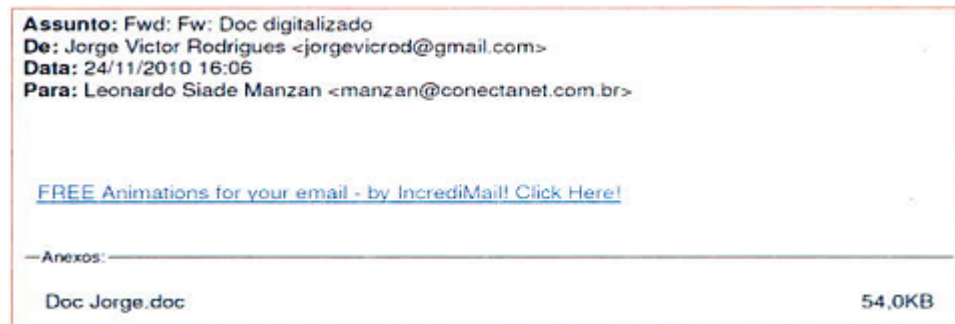 Assunto: Fwd: Fw: Doc digitalizado
De: Jorge Victor Rodrigues <jorgevicrod@gmail.com>
Data: 24/11/2010 16:06
Para: Leonardo Siade Manzan <manzan@conectanet.com.br>
FREE Animations for your email - by IncrediMail! Click Here!
Anexos:
Doc Jorge.doc 54,0KB